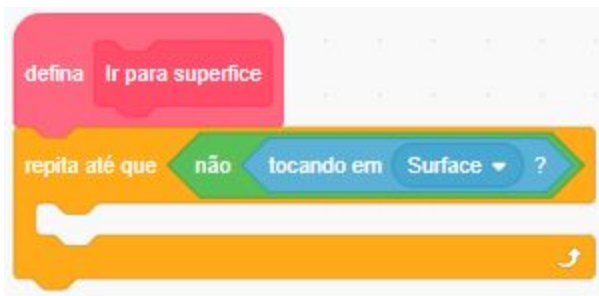 defina Ir para superfice
repita até que não tocando em Surface ?